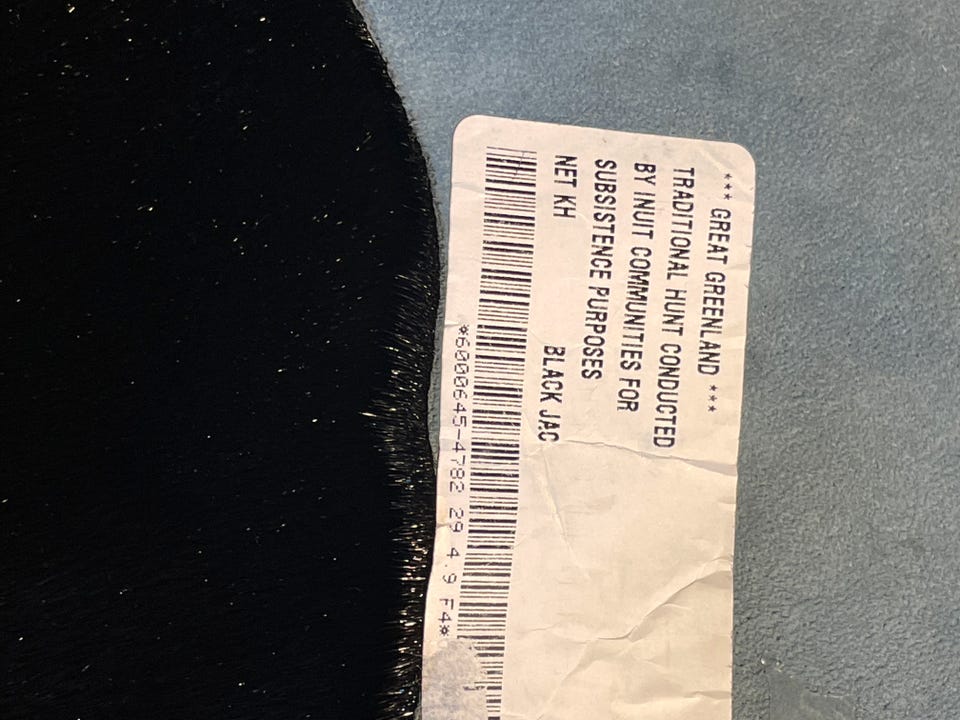 *** GREAT GREENLAND ***
TRADITIONAL HUNT CONDUCTED
BY INUIT COMMUNITIES FOR
SUBSISTENCE PURPOSES
NET KH BLACK JAC
*6000645-4782 29 4.9 F4*